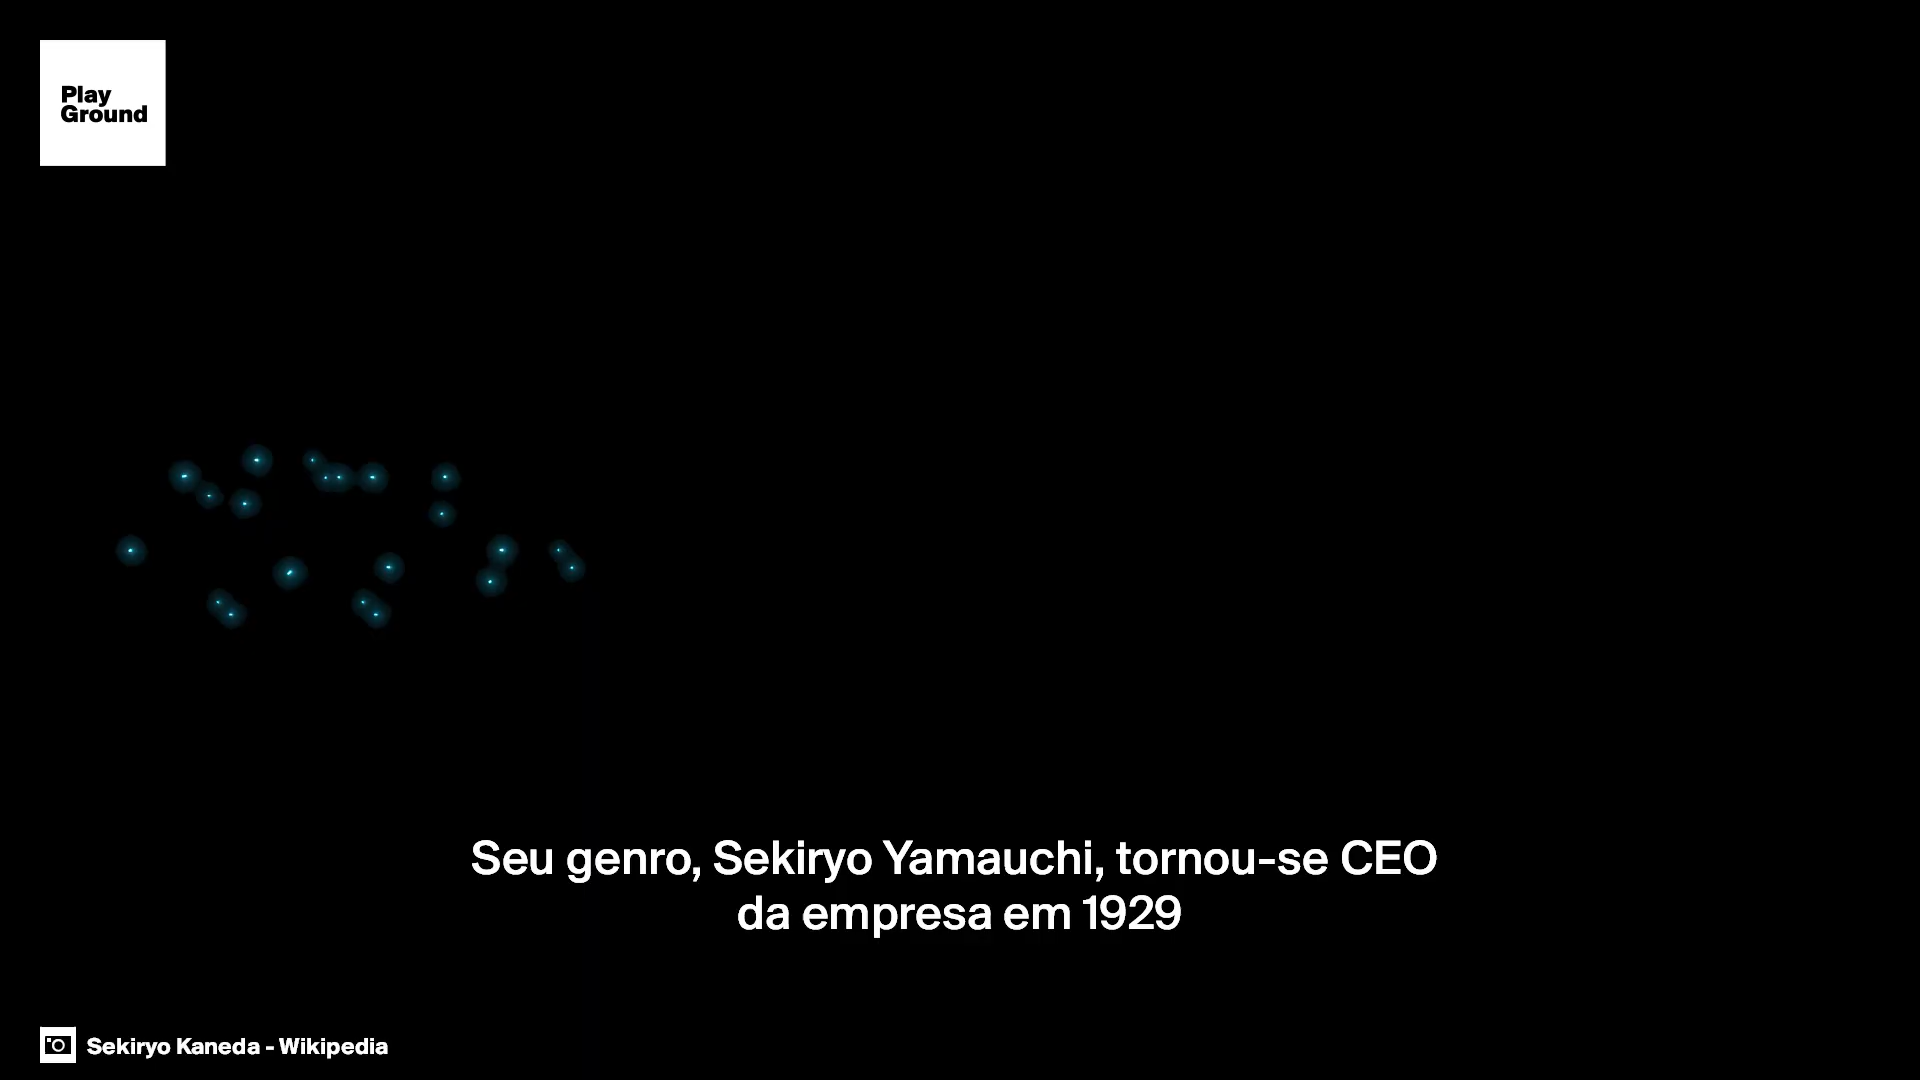 Play
Ground
Seu genro, Sekiryo Yamauchi, tornou-se CEO
da empresa em 1929
Sekiryo Kaneda - Wikipedia